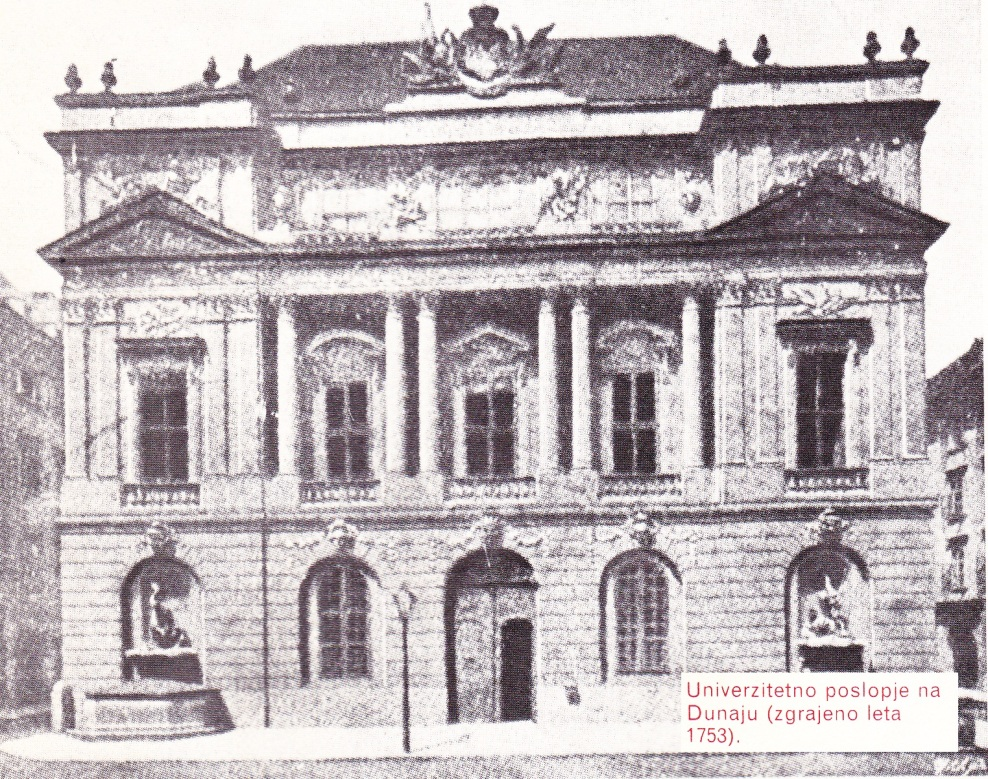 Univerzitetno poslopje na
Dunaju (zgrajeno leta
1753).